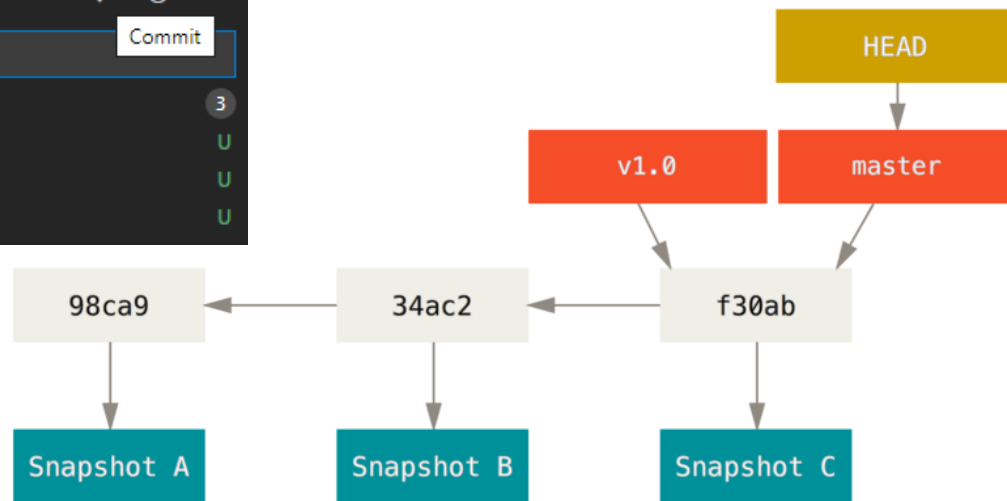 Commit
3
U
U
U
HEAD
v1.0 master
98ca9 34ac2 f30ab
Snapshot A Snapshot B Snapshot C